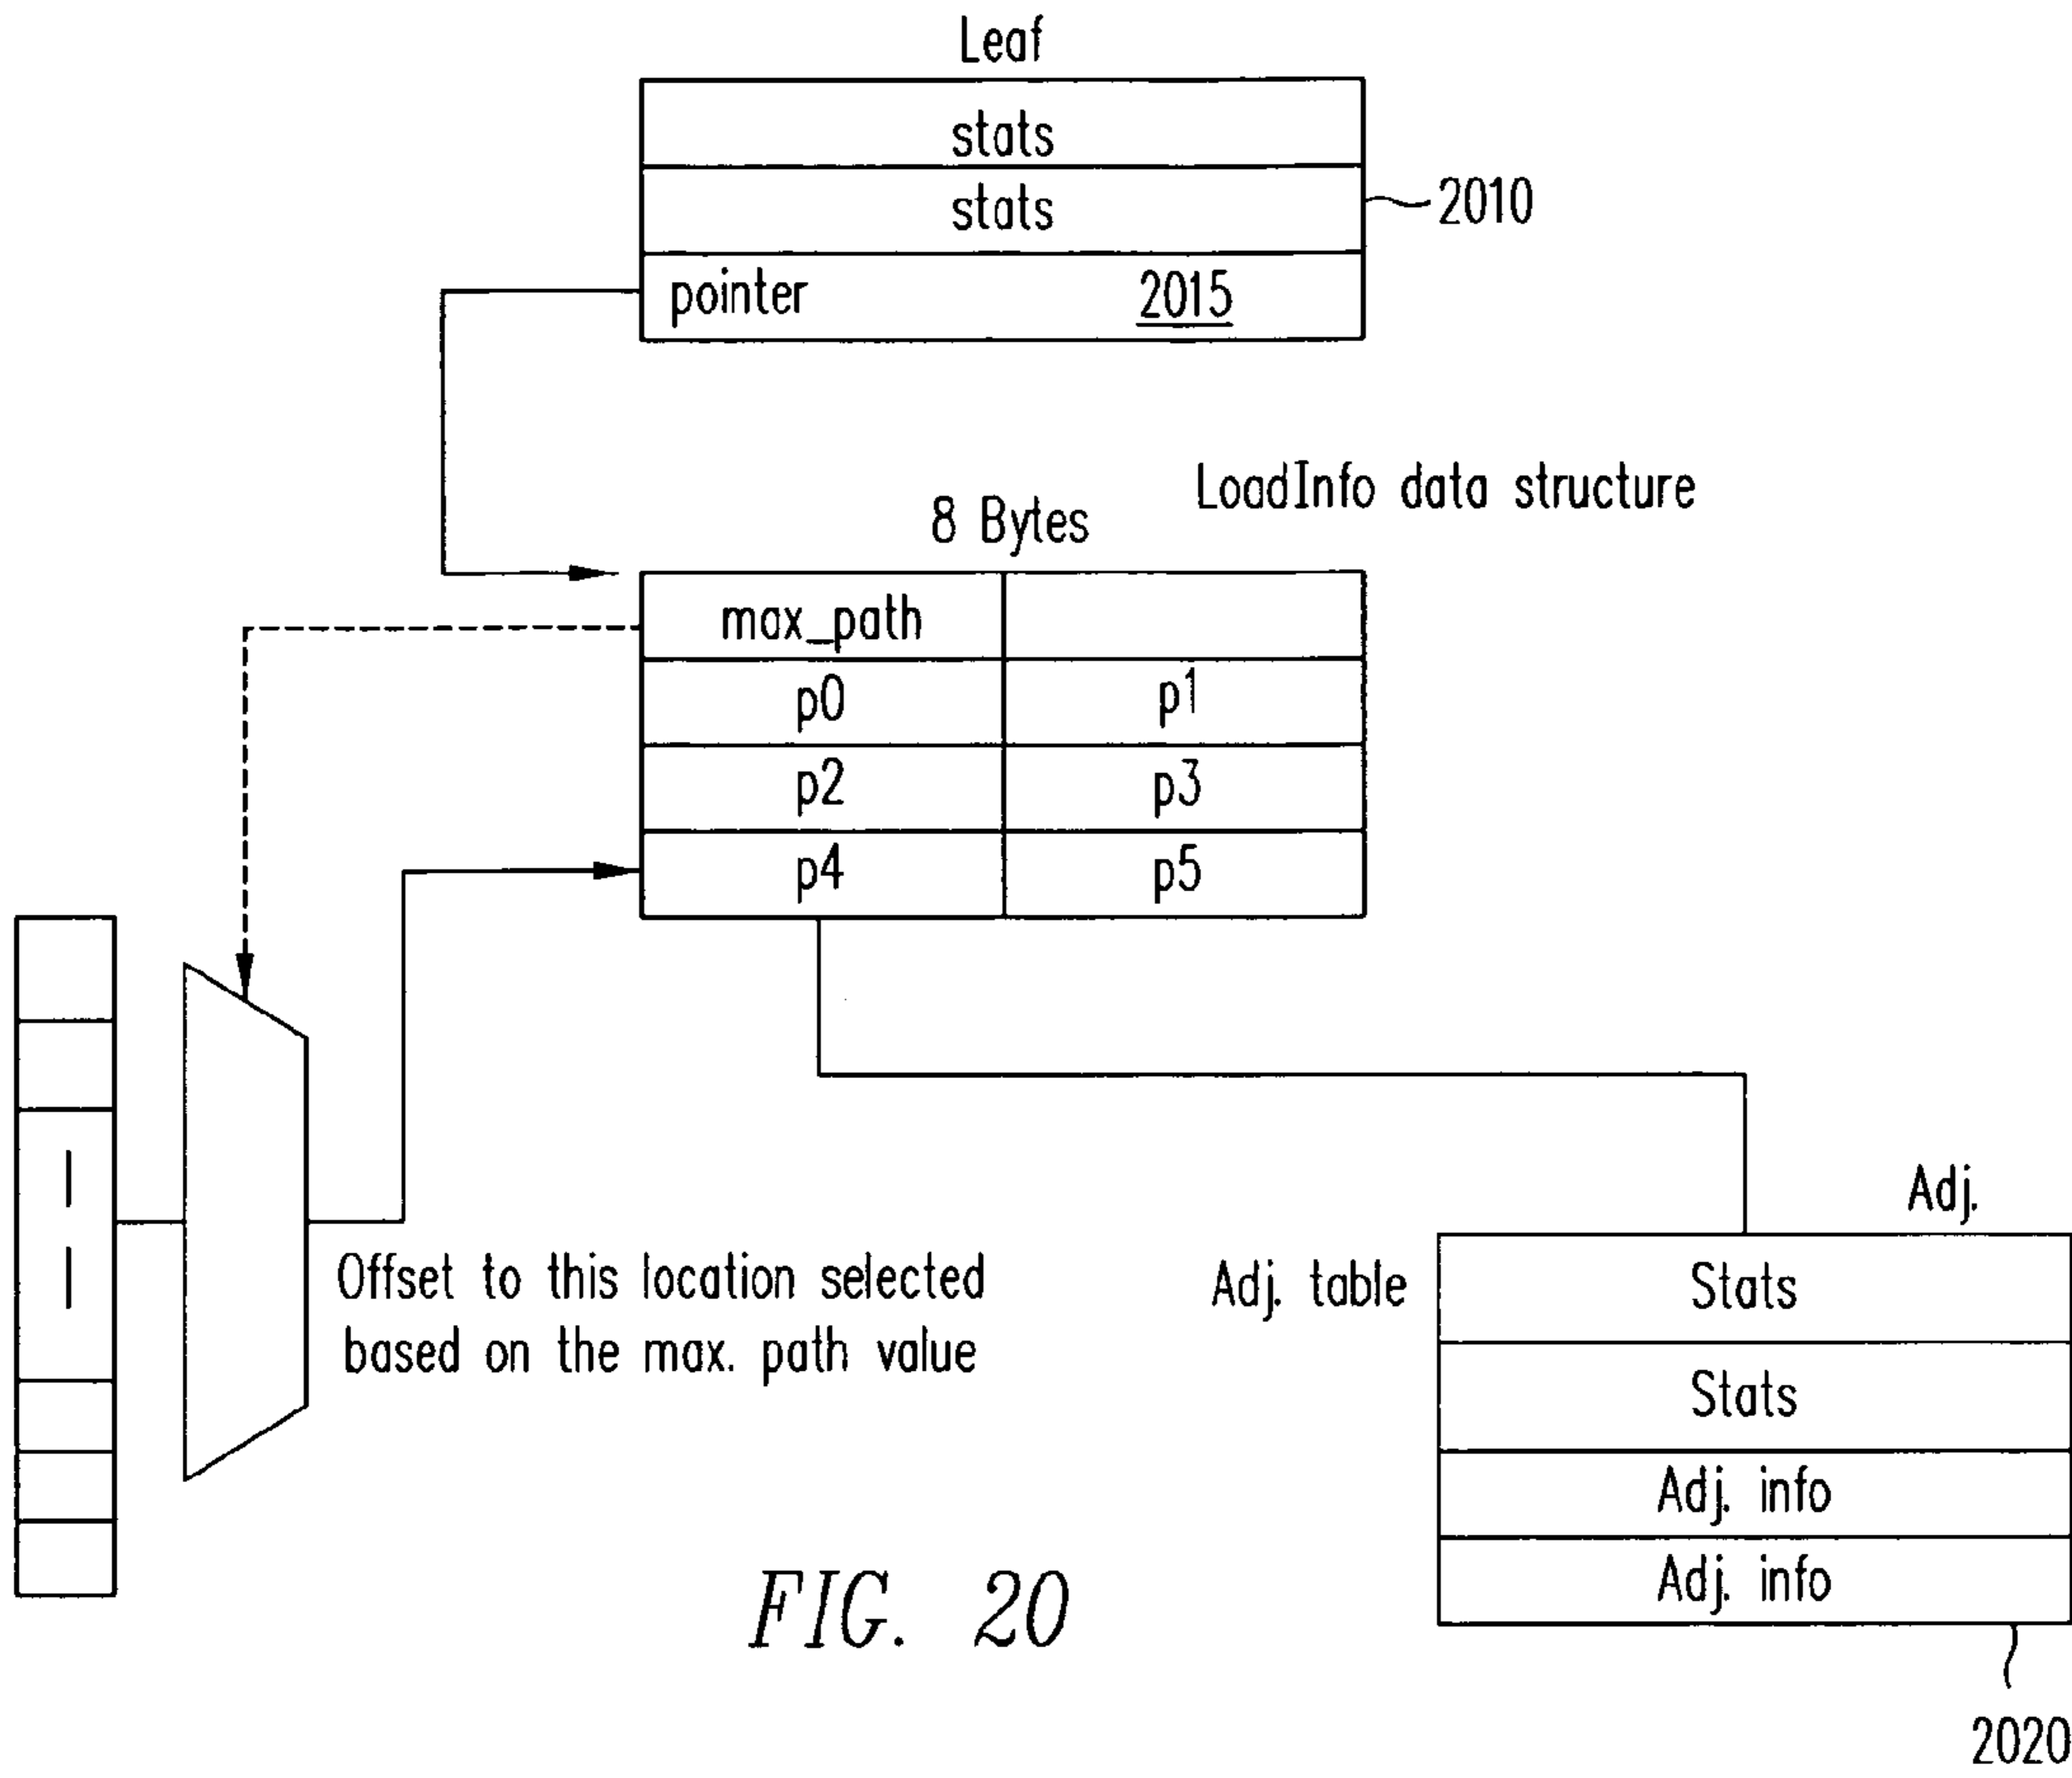 Leaf
stats
stats
2010
pointer 2015
LoadInfo data structure
8 Bytes
max_path
p0 p1
p2 p3
p4 p5
Offset to this location selected
based on the max. path value
Adj.
Adj. table
Stats
Stats
Adj. info
Adj. info
2020
FIG. 20